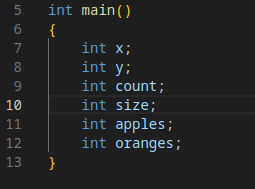 5 int main()
6 {
7     int x;
8     int y;
9     int count;
10     int size;
11     int apples;
12     int oranges;
13 }